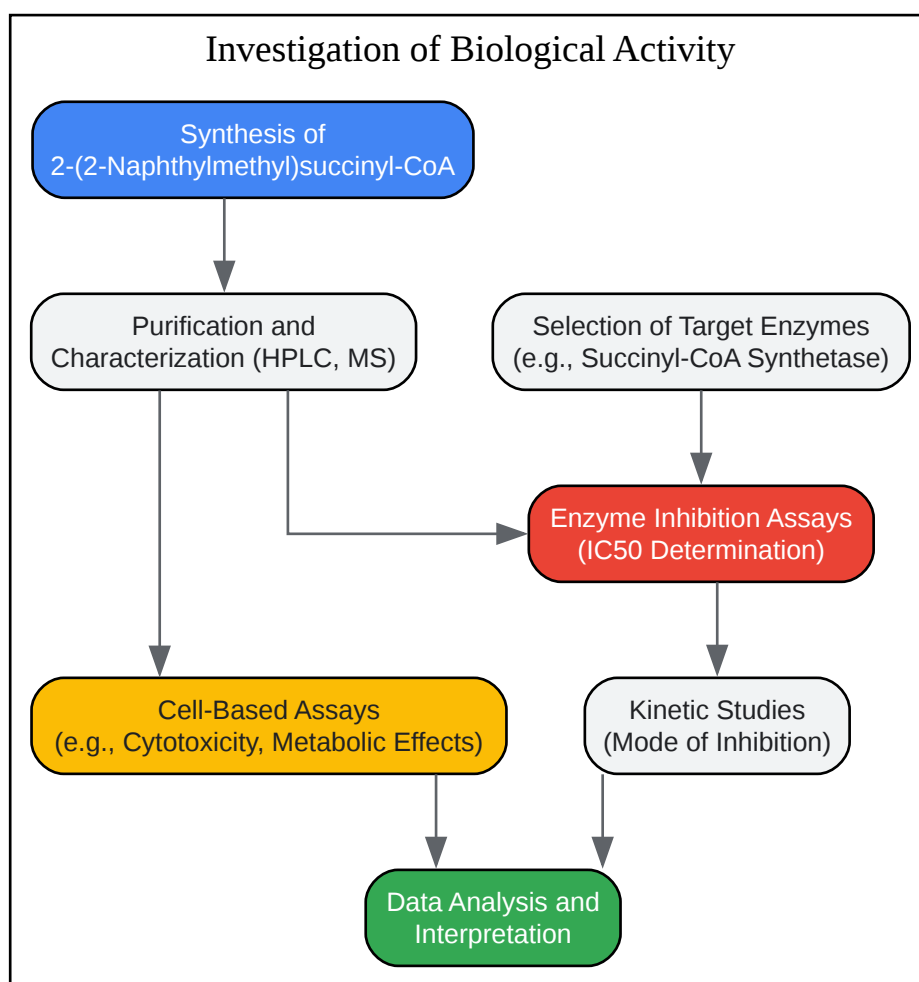 Investigation of Biological Activity
Synthesis of
2-(2-Naphthylmethyl)succinyl-CoA
Purification and
Characterization (HPLC, MS)
Selection of Target Enzymes
(e.g., Succinyl-CoA Synthetase)
Enzyme Inhibition Assays
(IC50 Determination)
Cell-Based Assays
(e.g., Cytotoxicity, Metabolic Effects)
Kinetic Studies
(Mode of Inhibition)
Data Analysis and
Interpretation